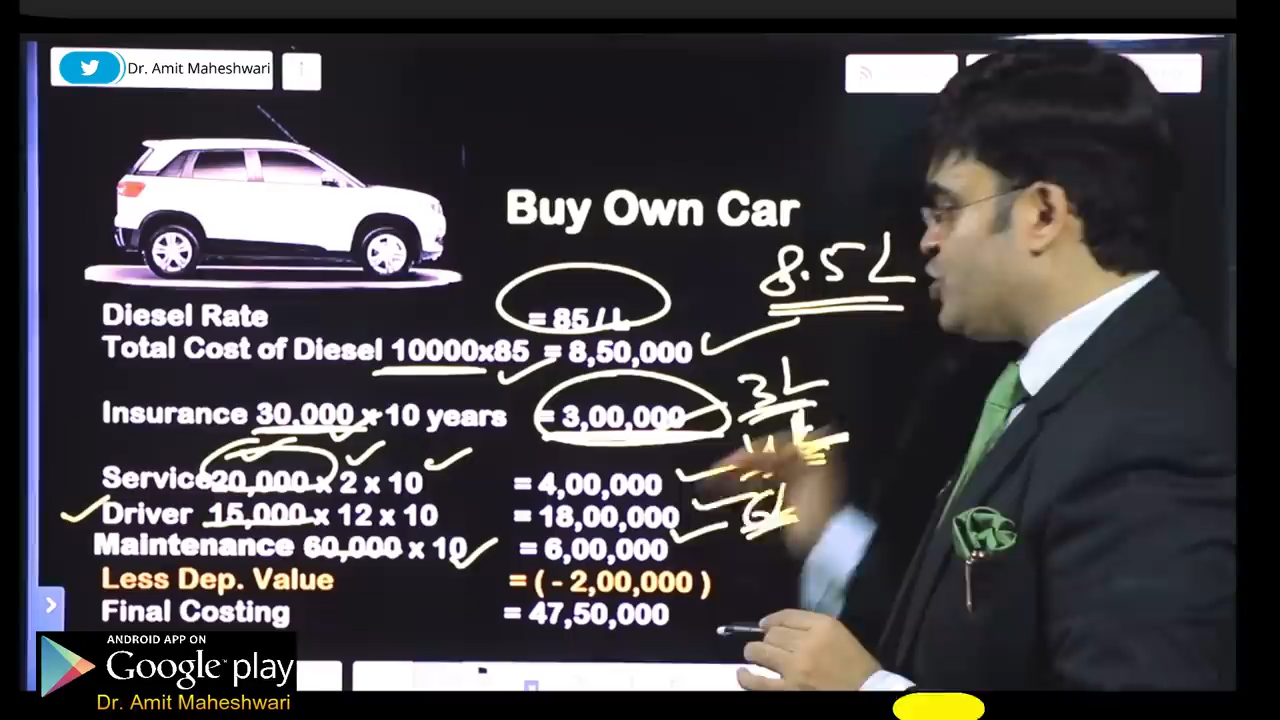 Dr. Amit Maheshwari
Buy Own Car
8.5L
Diesel Rate = 85/L
Total Cost of Diesel 10000x85 = 8,50,000
3L
Insurance 30,000 x 10 years = 3,00,000
Service 20,000 x 2 x 10 = 4,00,000
Driver 15,000 x 12 x 10 = 18,00,000
6L
Maintenance 60,000 x 10 = 6,00,000
Less Dep. Value = ( - 2,00,000 )
Final Costing = 47,50,000
ANDROID APP ON
Google play
Dr. Amit Maheshwari